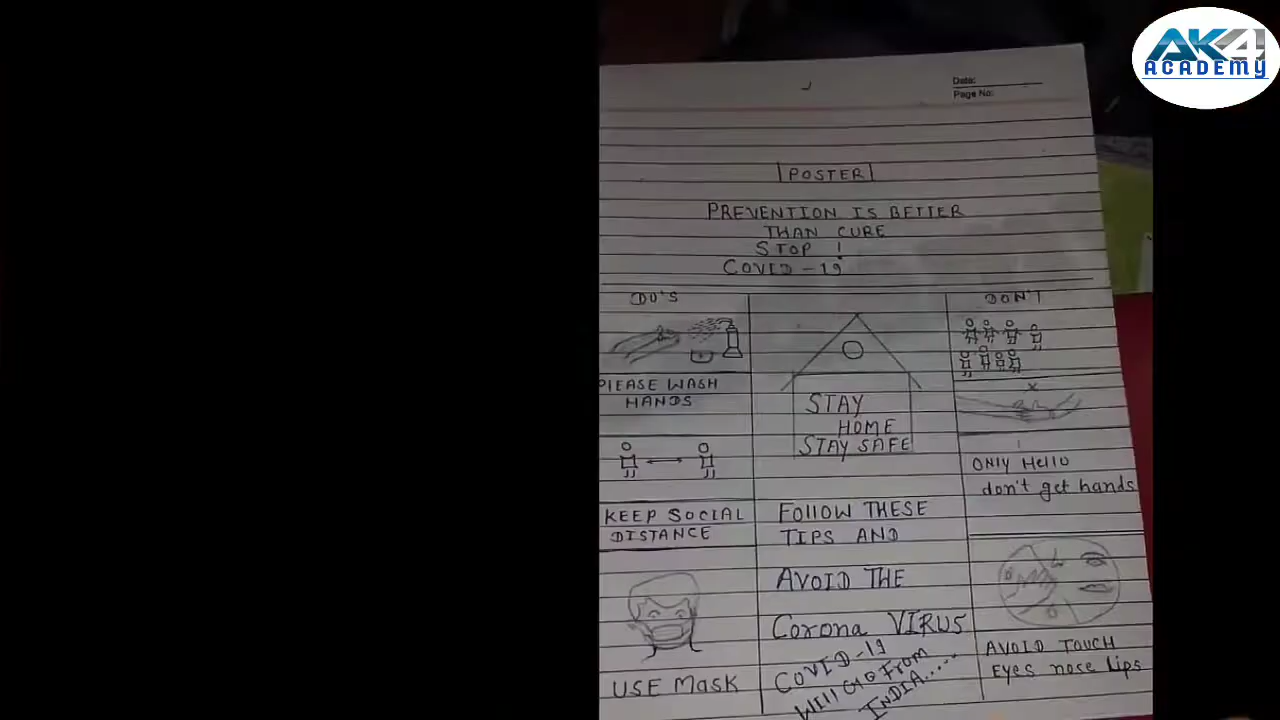 AK4
ACADEMY
Date:
Page No:
POSTER
PREVENTION IS BETTER
THAN CURE
STOP !
COVID-19
DO'S
PLEASE WASH
HANDS
KEEP SOCIAL
DISTANCE
USE MASK
STAY
HOME
STAY SAFE
Follow THESE
TIPS AND
AVOID THE
Corona VIRUS
COVID-19
Will GO From
INDIA.....
DON'T
X
ONLY Hello
don't get hands
AVOID TOUCH
Eyes nose lips